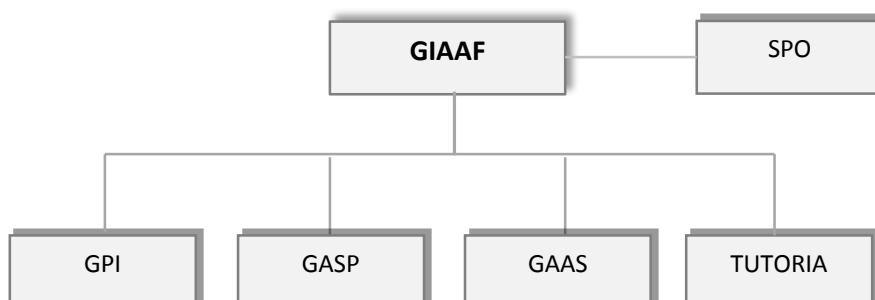 GIAAF
SPO
GPI
GASP
GAAS
TUTORIA